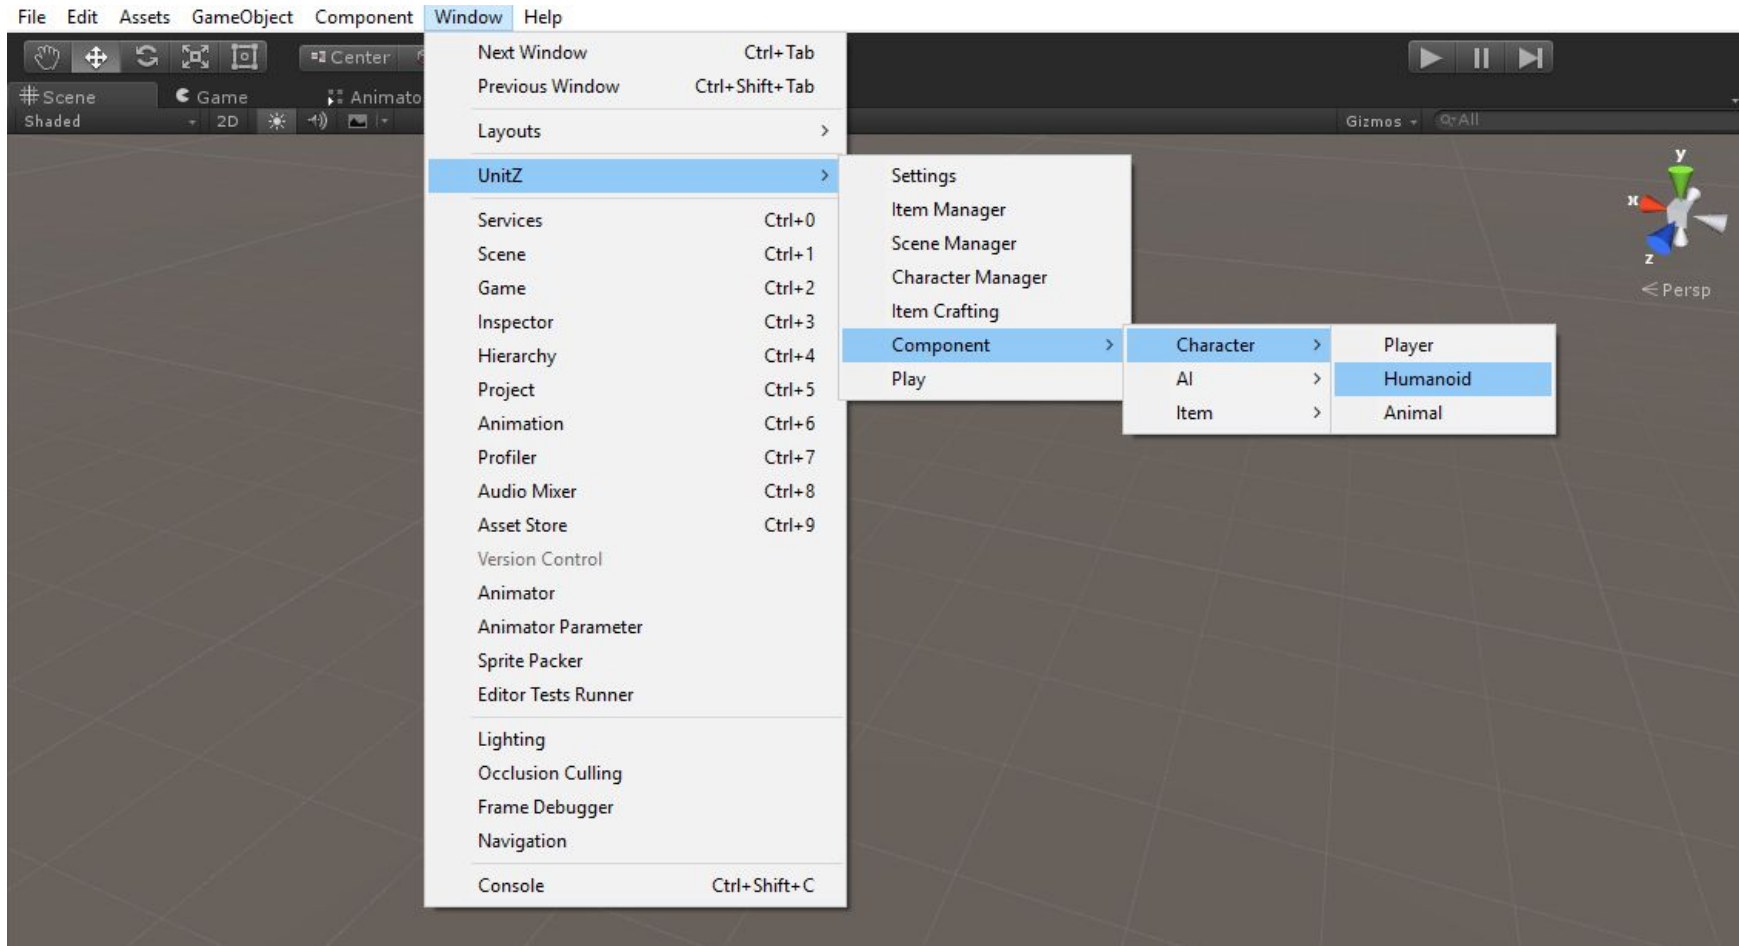 File Edit Assets GameObject Component Window Help
Center
Scene Game Animato
Shaded 2D Gizmos All
Next Window Ctrl+Tab
Previous Window Ctrl+Shift+Tab
Layouts
UnitZ
Services Ctrl+0
Scene Ctrl+1
Game Ctrl+2
Inspector Ctrl+3
Hierarchy Ctrl+4
Project Ctrl+5
Animation Ctrl+6
Profiler Ctrl+7
Audio Mixer Ctrl+8
Asset Store Ctrl+9
Version Control
Animator
Animator Parameter
Sprite Packer
Editor Tests Runner
Lighting
Occlusion Culling
Frame Debugger
Navigation
Console Ctrl+Shift+C
Settings
Item Manager
Scene Manager
Character Manager
Item Crafting
Component
Play
Character
AI
Item
Player
Humanoid
Animal
y
x
z
Persp